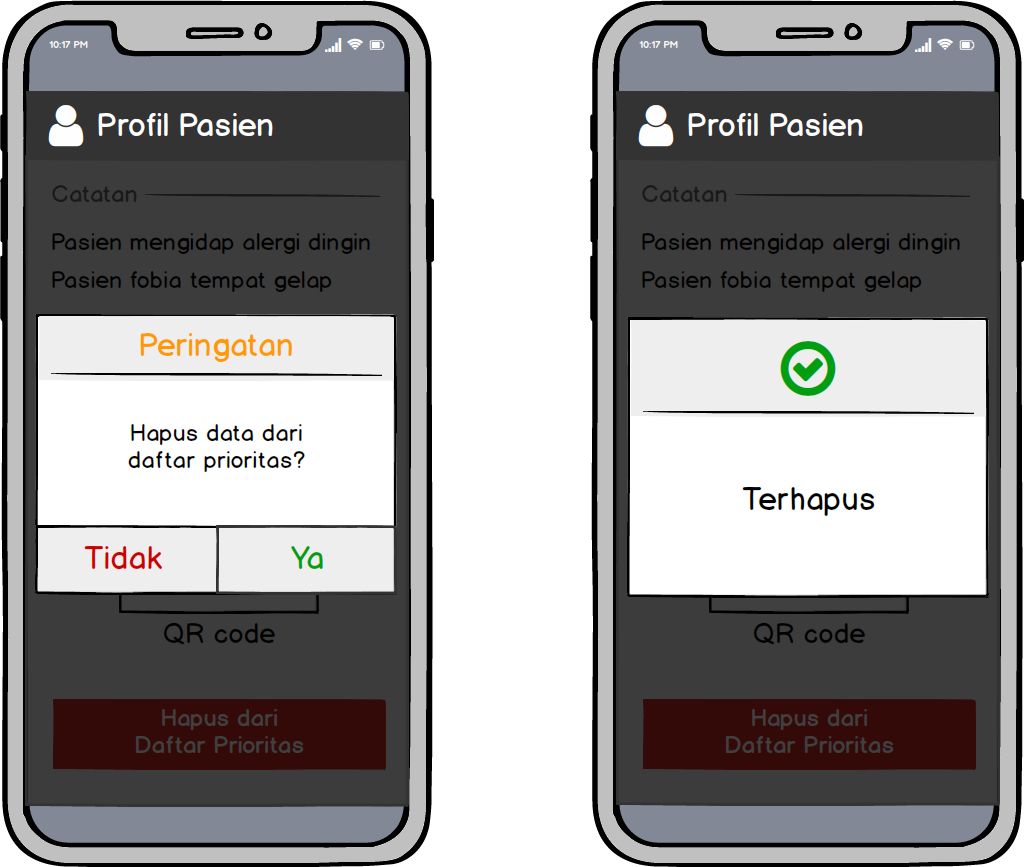 10:17 PM
Profil Pasien
Catatan
Pasien mengidap alergi dingin
Pasien fobia tempat gelap
Peringatan
Hapus data dari
daftar prioritas?
Tidak
Ya
QR code
Hapus dari
Daftar Prioritas
10:17 PM
Profil Pasien
Catatan
Pasien mengidap alergi dingin
Pasien fobia tempat gelap
Terhapus
QR code
Hapus dari
Daftar Prioritas